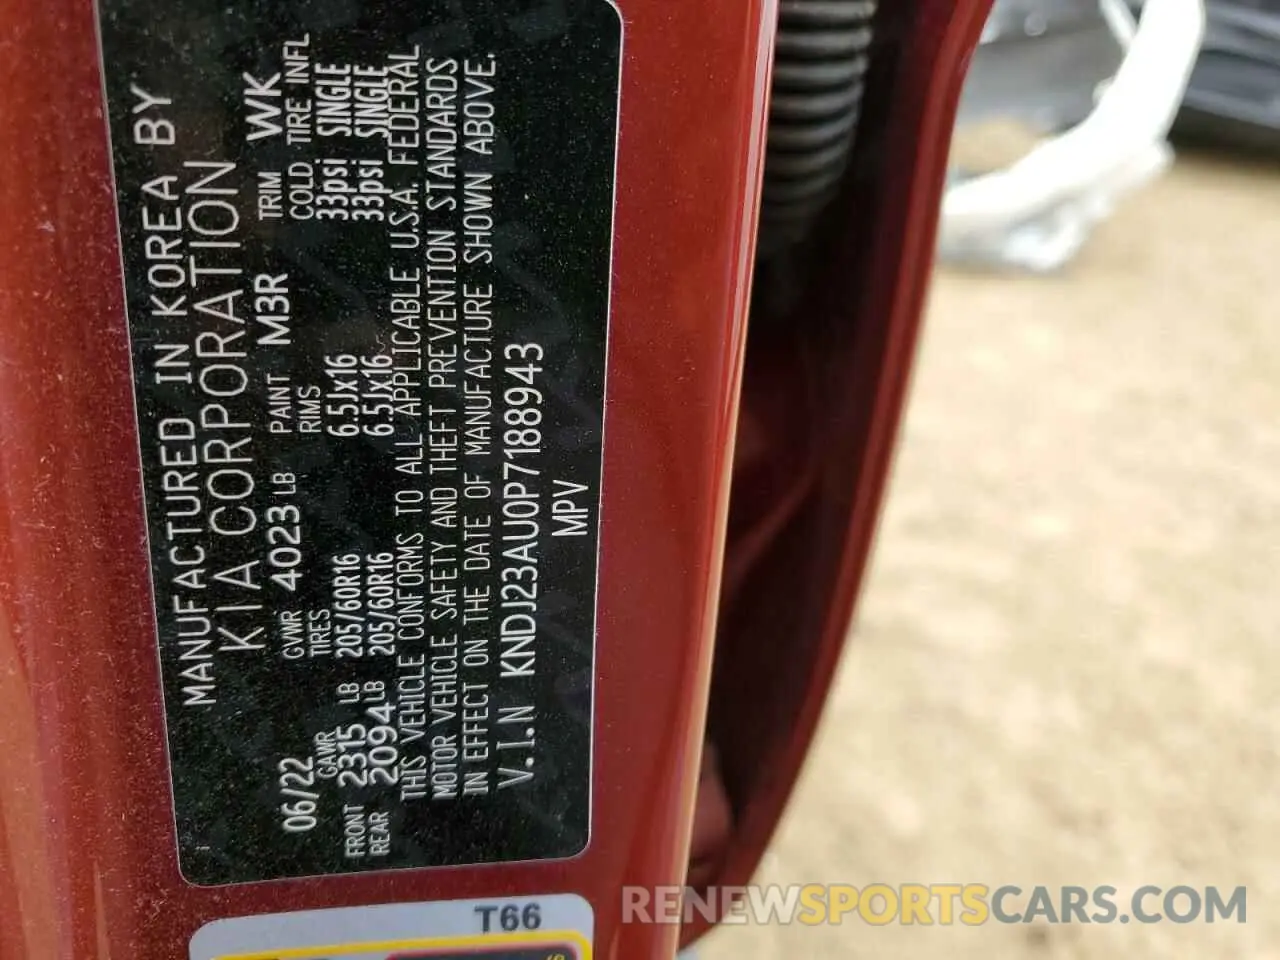 MANUFACTURED IN KOREA BY
KIA CORPORATION
06/22 GVWR 4023 LB PAINT M3R TRIM WK
GAWR TIRES RIMS COLD TIRE INFL
FRONT 2315 LB 205/60R16 6.5Jx16 33psi SINGLE
REAR 2094 LB 205/60R16 6.5Jx16 33psi SINGLE
THIS VEHICLE CONFORMS TO ALL APPLICABLE U.S.A. FEDERAL
MOTOR VEHICLE SAFETY AND THEFT PREVENTION STANDARDS
IN EFFECT ON THE DATE OF MANUFACTURE SHOWN ABOVE.
V.I.N KNDJ23AU0P7188943
MPV
T66
RENEWSPORTSCARS.COM